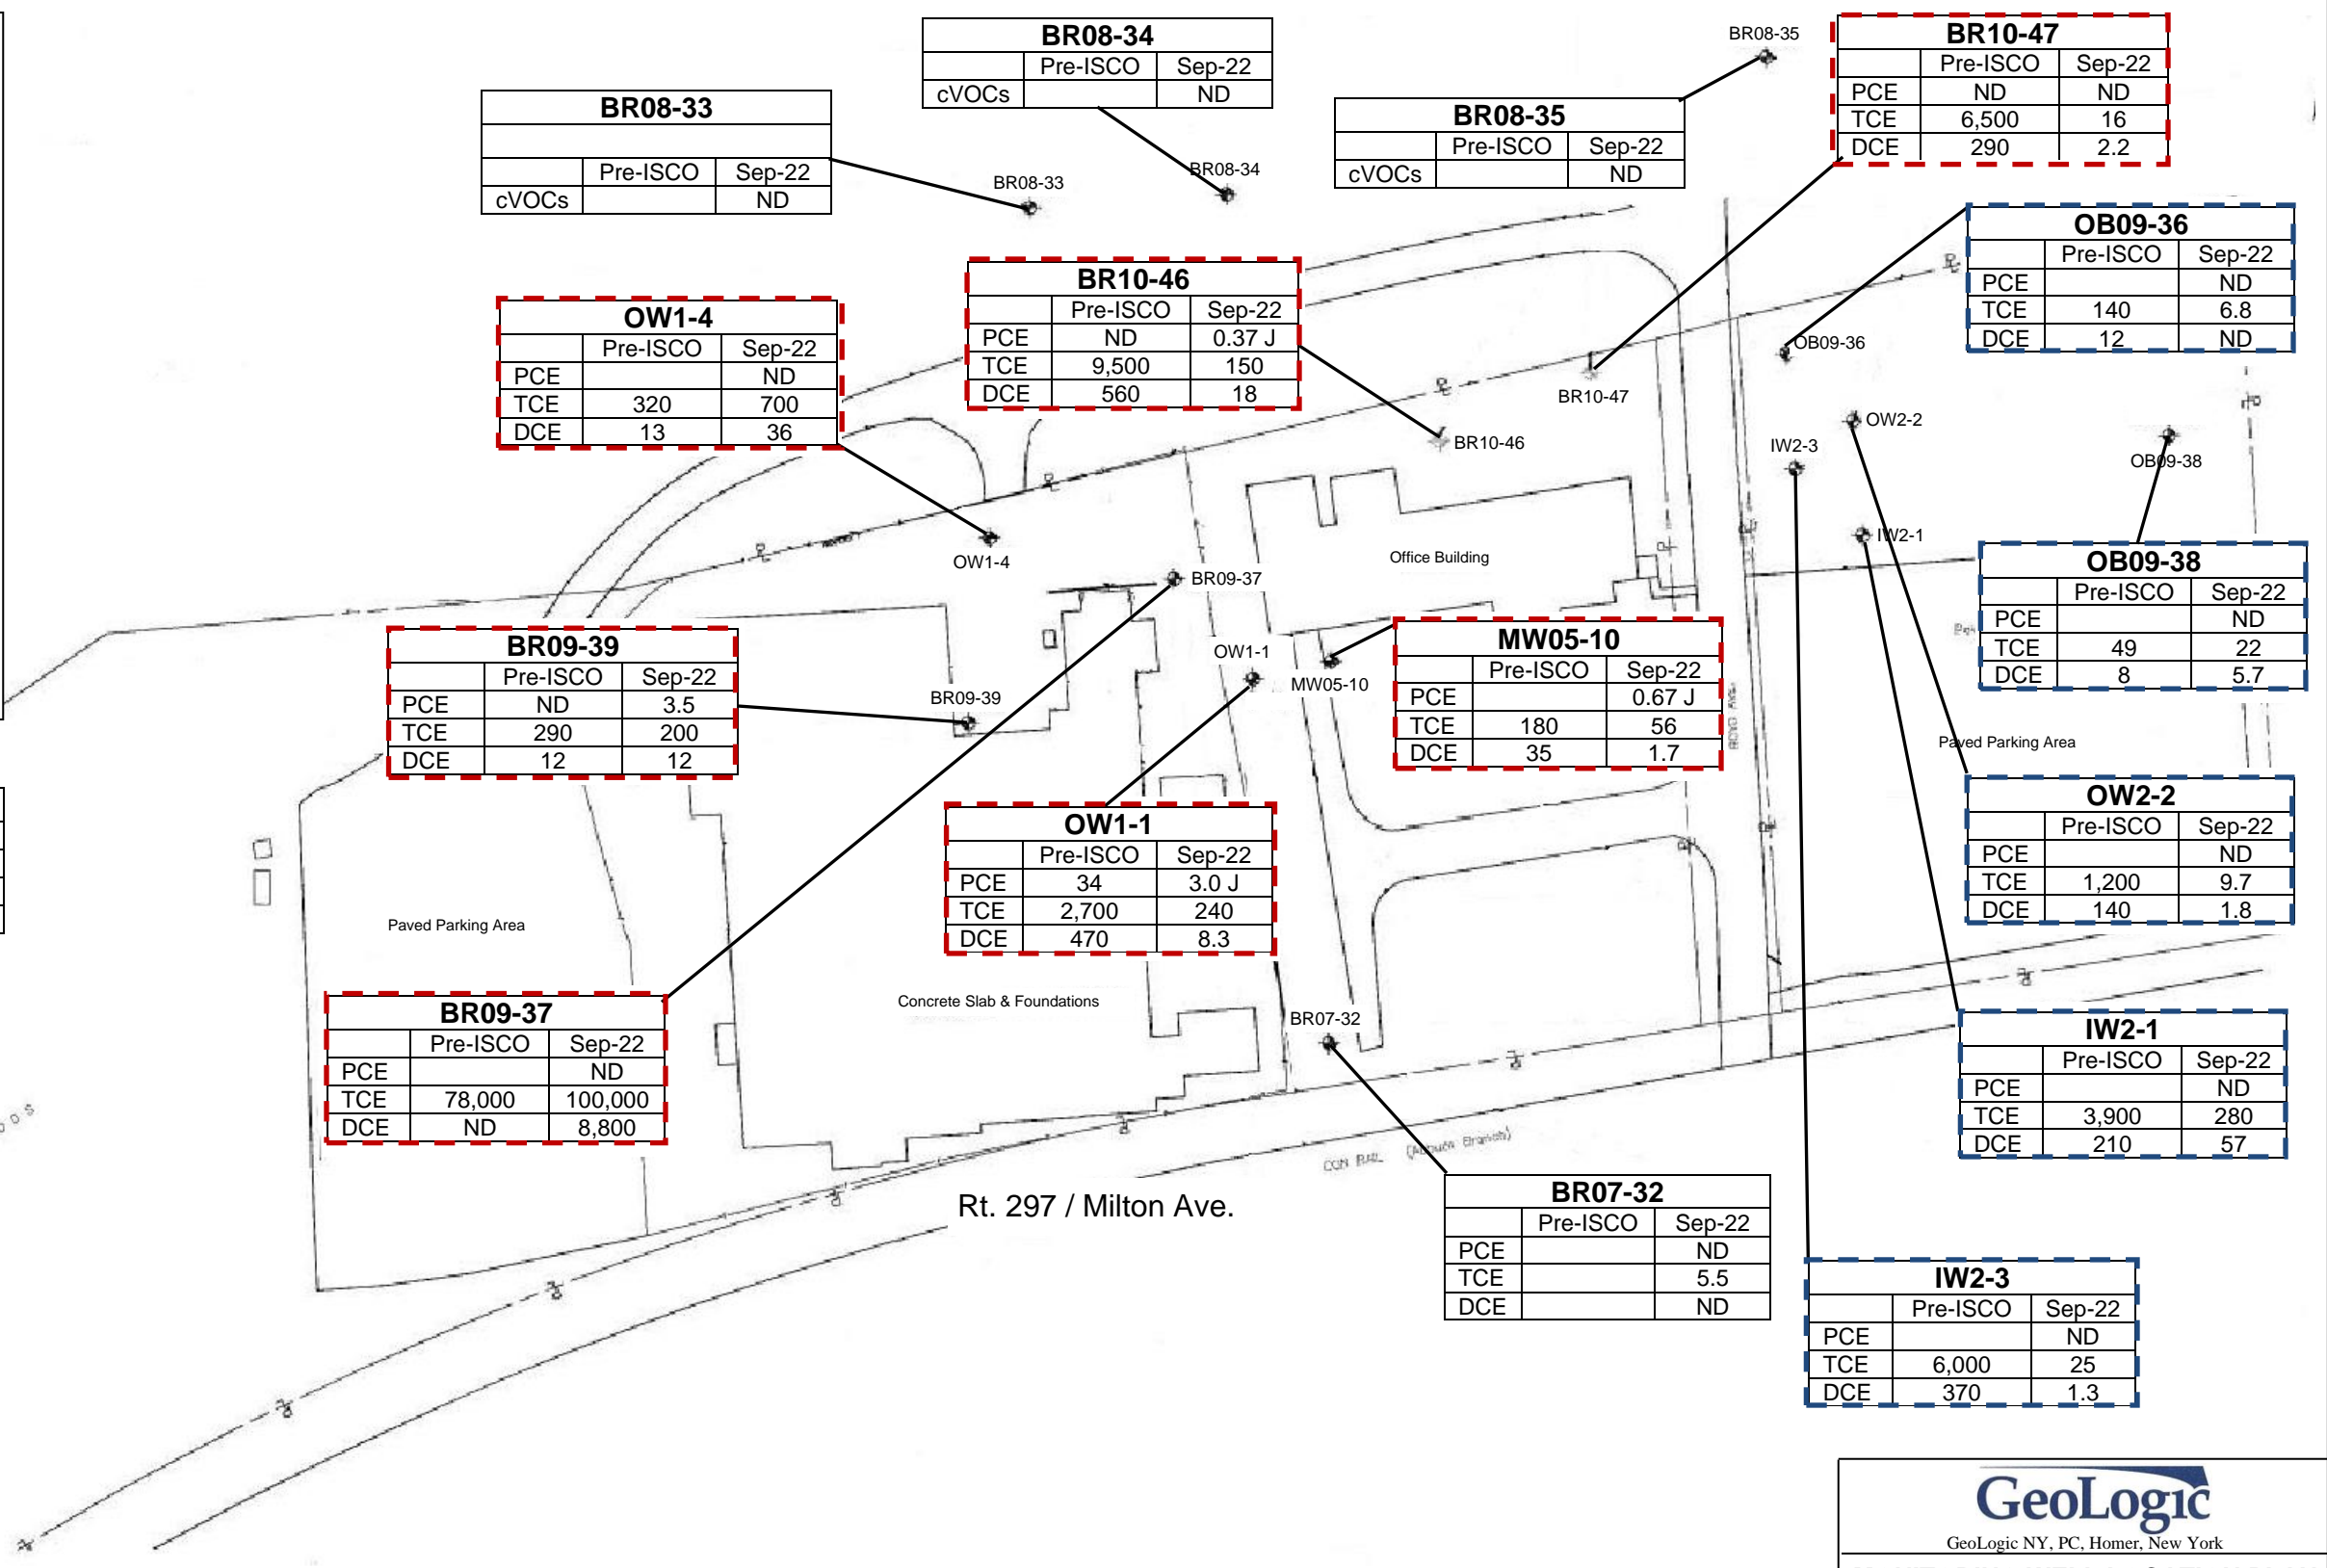 BR08-34
Pre-ISCO Sep-22
cVOCs ND
BR08-33
Pre-ISCO Sep-22
cVOCs ND
BR08-35
Pre-ISCO Sep-22
cVOCs ND
BR10-47
Pre-ISCO Sep-22
PCE ND ND
TCE 6,500 16
DCE 290 2.2
BR08-35
BR08-34
BR08-33
OB09-36
Pre-ISCO Sep-22
PCE ND
TCE 140 6.8
DCE 12 ND
BR10-46
Pre-ISCO Sep-22
PCE ND 0.37 J
TCE 9,500 150
DCE 560 18
OW1-4
Pre-ISCO Sep-22
PCE ND
TCE 320 700
DCE 13 36
OB09-36
BR10-47
OW2-2
BR10-46
IW2-3
OB09-38
IW2-1
OW1-4
Office Building
BR09-37
OB09-38
Pre-ISCO Sep-22
PCE ND
TCE 49 22
DCE 8 5.7
BR09-39
Pre-ISCO Sep-22
PCE ND 3.5
TCE 290 200
DCE 12 12
MW05-10
Pre-ISCO Sep-22
PCE 0.67 J
TCE 180 56
DCE 35 1.7
OW1-1
MW05-10
BR09-39
Paved Parking Area
OW2-2
Pre-ISCO Sep-22
PCE ND
TCE 1,200 9.7
DCE 140 1.8
OW1-1
Pre-ISCO Sep-22
PCE 34 3.0 J
TCE 2,700 240
DCE 470 8.3
Paved Parking Area
Concrete Slab & Foundations
BR09-37
Pre-ISCO Sep-22
PCE ND
TCE 78,000 100,000
DCE ND 8,800
BR07-32
IW2-1
Pre-ISCO Sep-22
PCE ND
TCE 3,900 280
DCE 210 57
Rt. 297 / Milton Ave.
BR07-32
Pre-ISCO Sep-22
PCE ND
TCE 5.5
DCE ND
IW2-3
Pre-ISCO Sep-22
PCE ND
TCE 6,000 25
DCE 370 1.3
GeoLogic
GeoLogic NY, PC, Homer, New York